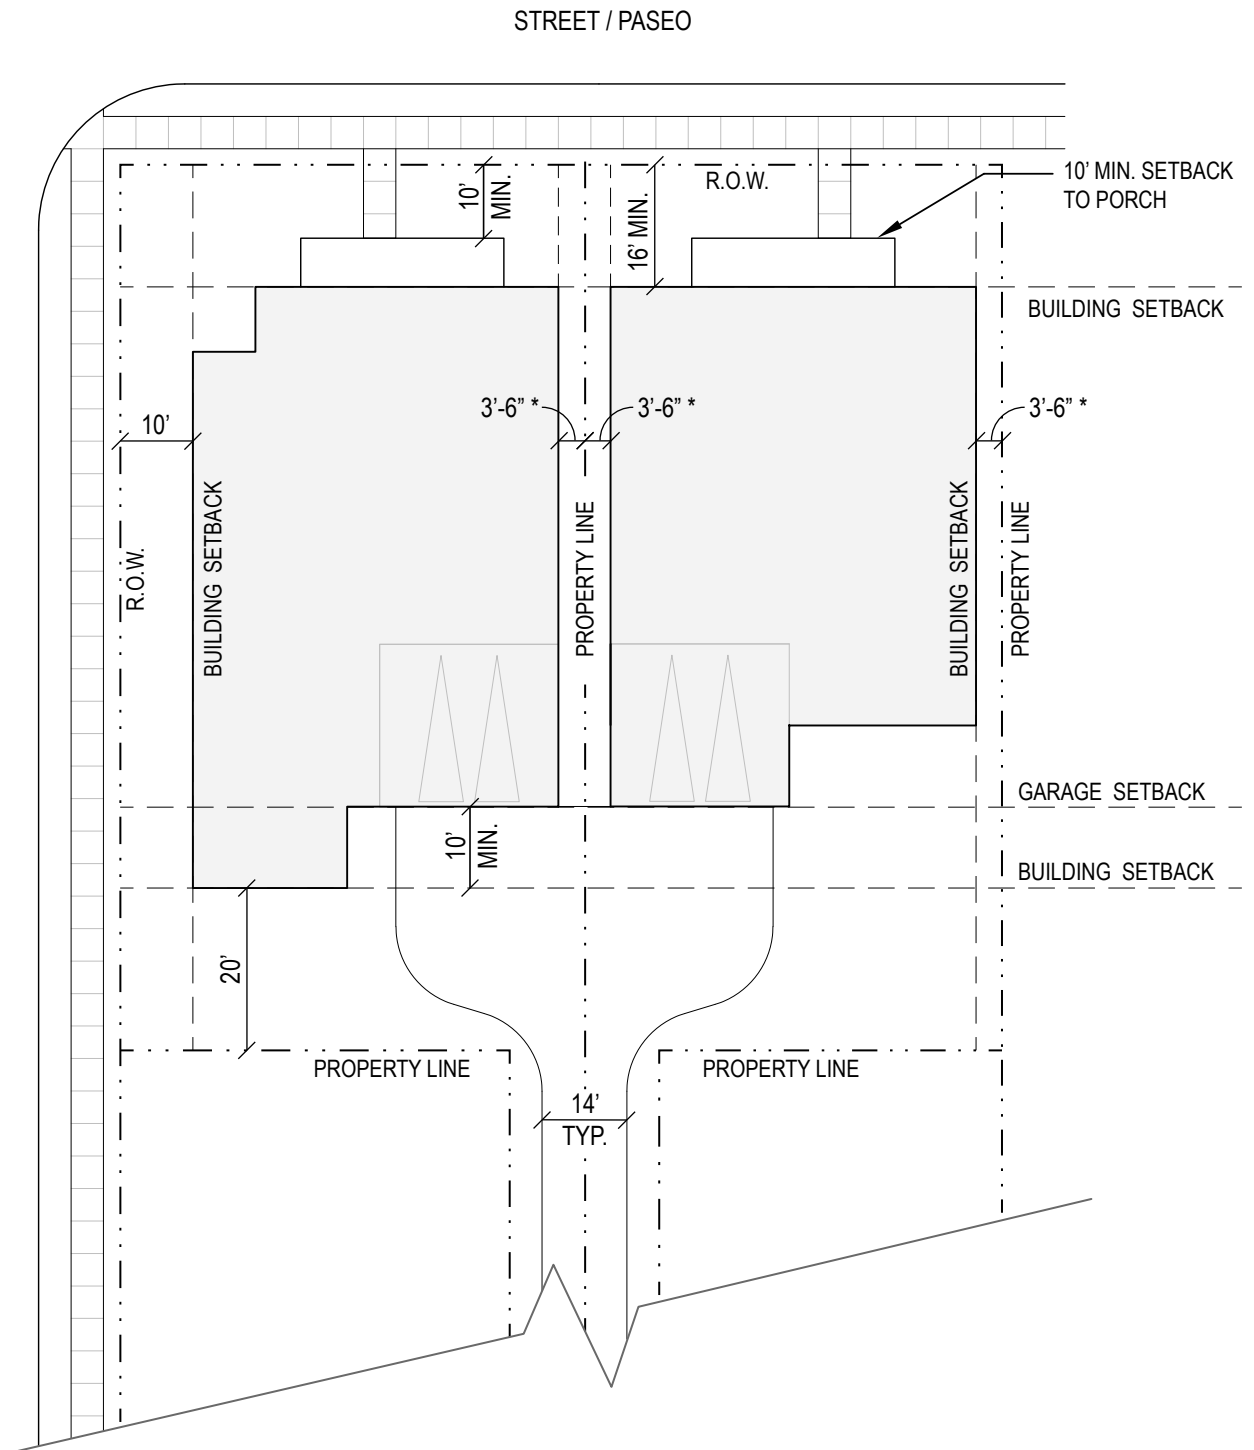 STREET / PASEO
10' MIN. SETBACK
TO PORCH
R.O.W.
10'
MIN.
16' MIN.
BUILDING SETBACK
3'-6" *
3'-6" *
3'-6" *
10'
R.O.W.
BUILDING SETBACK
PROPERTY LINE
BUILDING SETBACK
PROPERTY LINE
GARAGE SETBACK
10'
MIN.
BUILDING SETBACK
20'
PROPERTY LINE
PROPERTY LINE
14'
TYP.